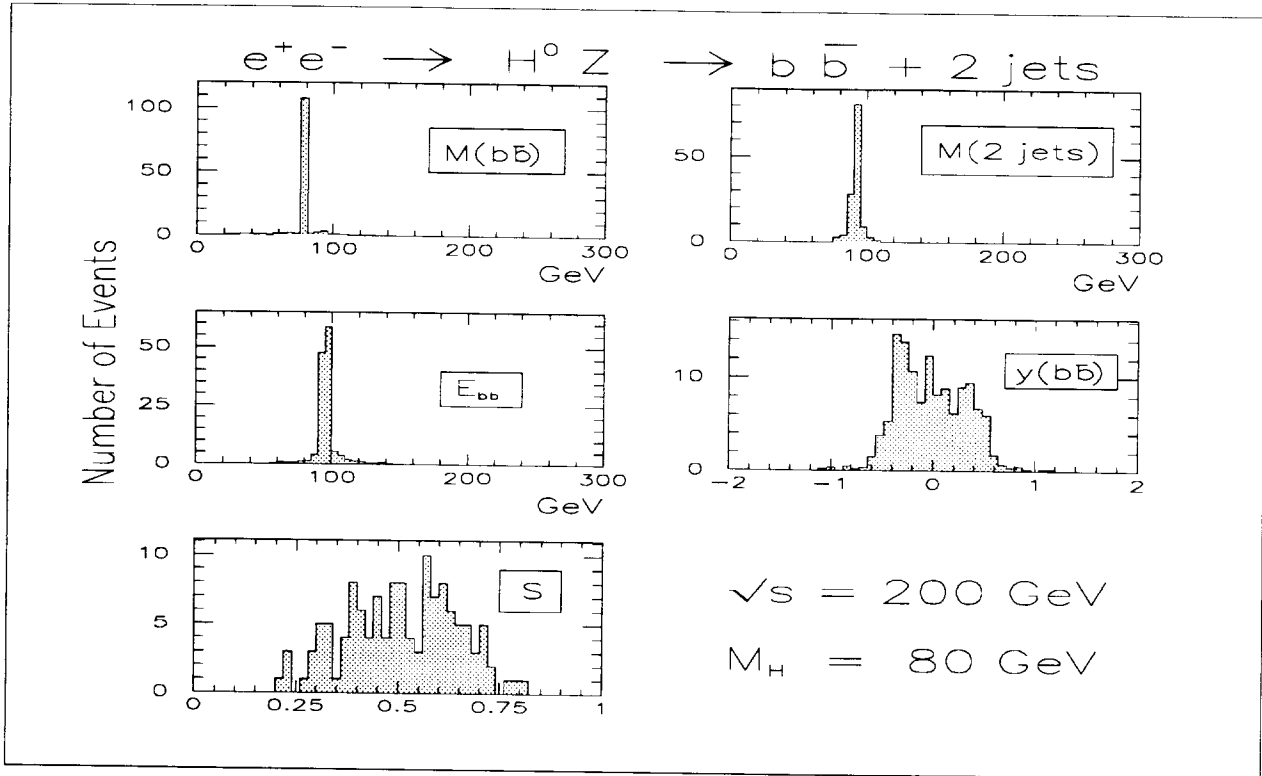 e⁺e⁻ → H⁰ Z → b b̅ + 2 jets
Number of Events
100
50
0
M(bb̅)
0 100 200 300
GeV
50
0
M(2 jets)
0 100 200 300
GeV
50
25
0
E_bb
0 100 200 300
GeV
10
0
y(bb̅)
-2 -1 0 1 2
10
5
0
S
0 0.25 0.5 0.75 1
√s = 200 GeV
M_H = 80 GeV